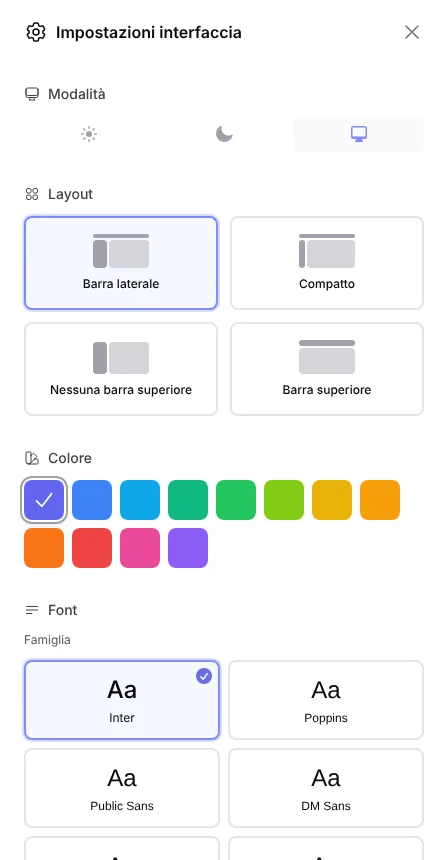 Impostazioni interfaccia
Modalità
Layout
Barra laterale
Compatto
Nessuna barra superiore
Barra superiore
Colore
Font
Famiglia
Aa
Inter
Aa
Poppins
Aa
Public Sans
Aa
DM Sans